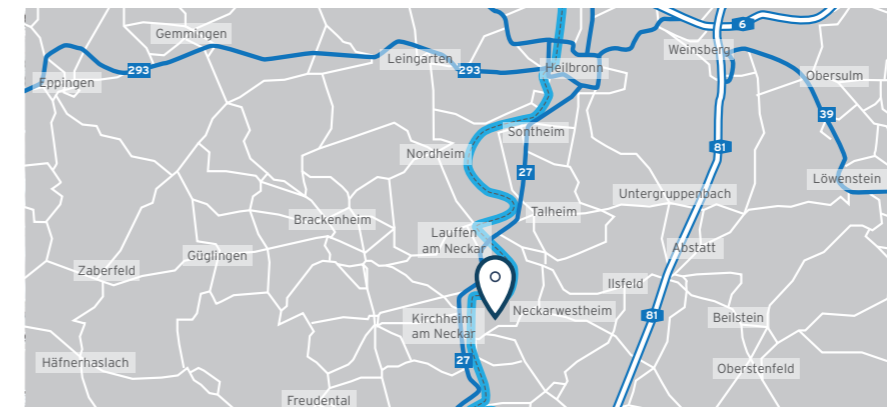 6
Gemmingen
Weinsberg
Leingarten
293
293
Heilbronn
Obersulm
Eppingen
39
Sontheim
81
Nordheim
27
Löwenstein
Untergruppenbach
Talheim
Brackenheim
Lauffen
am Neckar
Abstatt
Güglingen
Zaberfeld
Ilsfeld
Neckarwestheim
81
Beilstein
Kirchheim
am Neckar
27
Häfnerhaslach
Oberstenfeld
Freudental